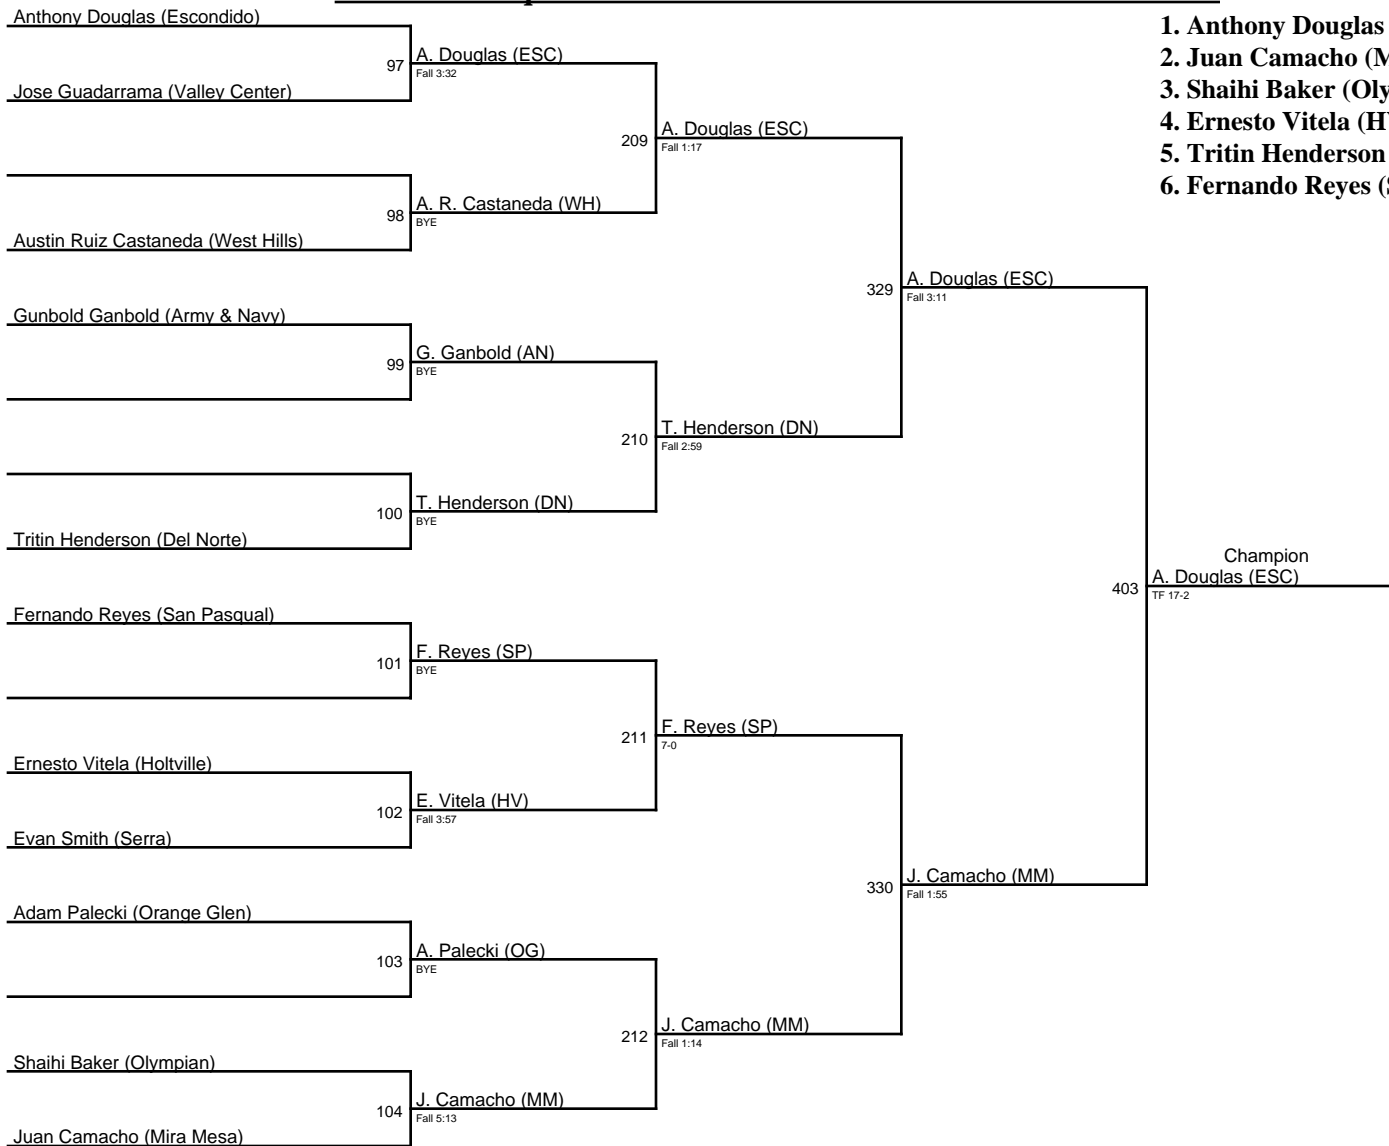 Anthony Douglas (Escondido)
97
A. Douglas (ESC)
Fall 3:32
Jose Guadarrama (Valley Center)
209
A. Douglas (ESC)
Fall 1:17
98
A. R. Castaneda (WH)
BYE
Austin Ruiz Castaneda (West Hills)
329
A. Douglas (ESC)
Fall 3:11
Gunbold Ganbold (Army & Navy)
99
G. Ganbold (AN)
BYE
210
T. Henderson (DN)
Fall 2:59
100
T. Henderson (DN)
BYE
Tritin Henderson (Del Norte)
403
Champion
A. Douglas (ESC)
TF 17-2
Fernando Reyes (San Pasqual)
101
F. Reyes (SP)
BYE
211
F. Reyes (SP)
7-0
Ernesto Vitela (Holtville)
102
E. Vitela (HV)
Fall 3:57
Evan Smith (Serra)
330
J. Camacho (MM)
Fall 1:55
Adam Palecki (Orange Glen)
103
A. Palecki (OG)
BYE
212
J. Camacho (MM)
Fall 1:14
Shaihi Baker (Olympian)
104
J. Camacho (MM)
Fall 5:13
Juan Camacho (Mira Mesa)
1. Anthony Douglas
2. Juan Camacho (M
3. Shaihi Baker (Oly
4. Ernesto Vitela (H
5. Tritin Henderson
6. Fernando Reyes (